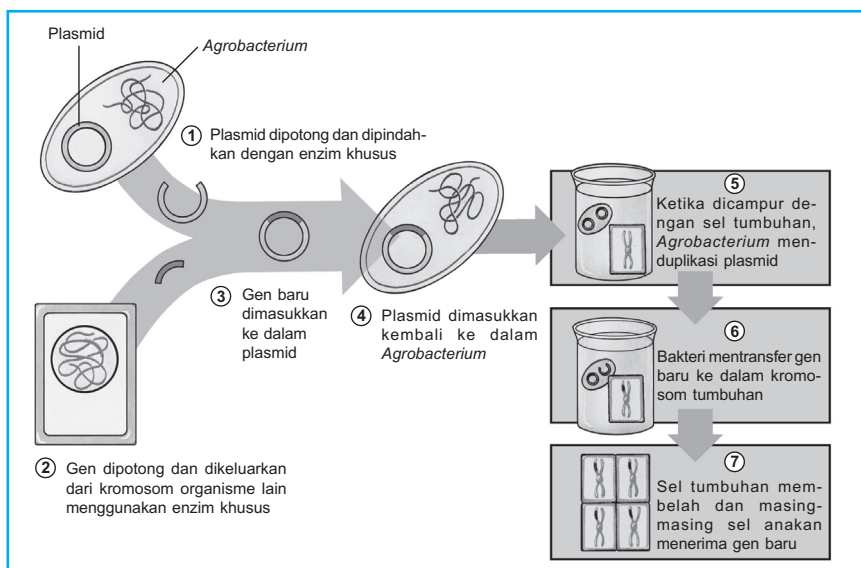 Plasmid
Agrobacterium
1 Plasmid dipotong dan dipindah-
kan dengan enzim khusus
2 Gen dipotong dan dikeluarkan
dari kromosom organisme lain
menggunakan enzim khusus
3 Gen baru
dimasukkan
ke dalam
plasmid
4 Plasmid dimasukkan
kembali ke dalam
Agrobacterium
5
Ketika dicampur de-
ngan sel tumbuhan,
Agrobacterium men-
duplikasi plasmid
6
Bakteri mentransfer gen
baru ke dalam kromo-
som tumbuhan
7
Sel tumbuhan mem-
belah dan masing-
masing sel anakan
menerima gen baru